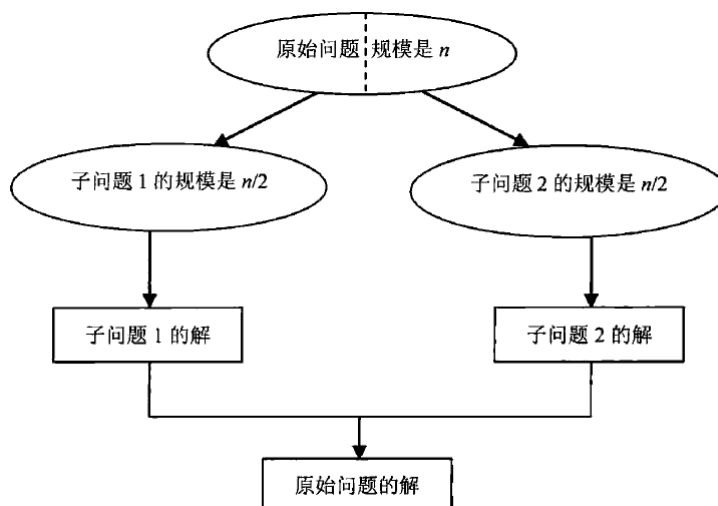 原始问题 规模是 n
子问题 1 的规模是 n/2
子问题 2 的规模是 n/2
子问题 1 的解
子问题 2 的解
原始问题的解